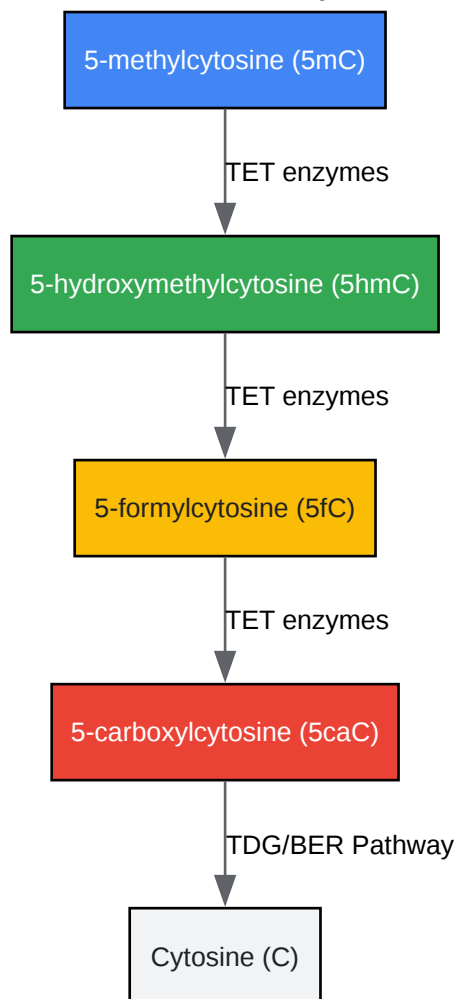 5-methylcytosine (5mC)
TET enzymes
5-hydroxymethylcytosine (5hmC)
TET enzymes
5-formylcytosine (5fC)
TET enzymes
5-carboxylcytosine (5caC)
TDG/BER Pathway
Cytosine (C)